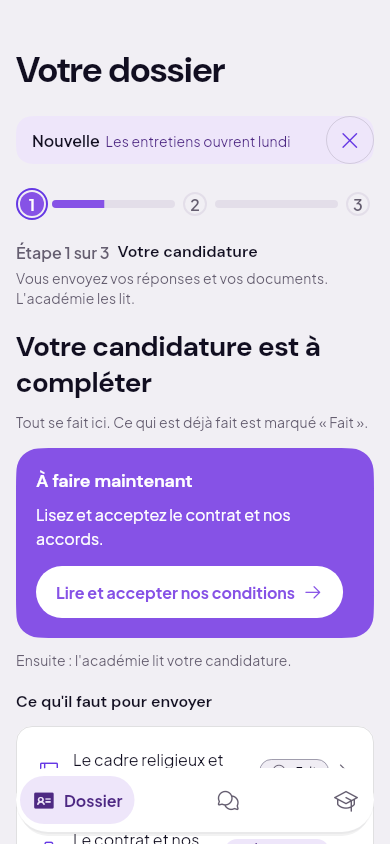 Votre dossier
Nouvelle Les entretiens ouvrent lundi
1 2 3
Étape 1 sur 3 Votre candidature
Vous envoyez vos réponses et vos documents.
L'académie les lit.
Votre candidature est à
compléter
Tout se fait ici. Ce qui est déjà fait est marqué « Fait ».
À faire maintenant
Lisez et acceptez le contrat et nos
accords.
Lire et accepter nos conditions
Ensuite : l'académie lit votre candidature.
Ce qu'il faut pour envoyer
Le cadre religieux et
Dossier
Le contrat et nos